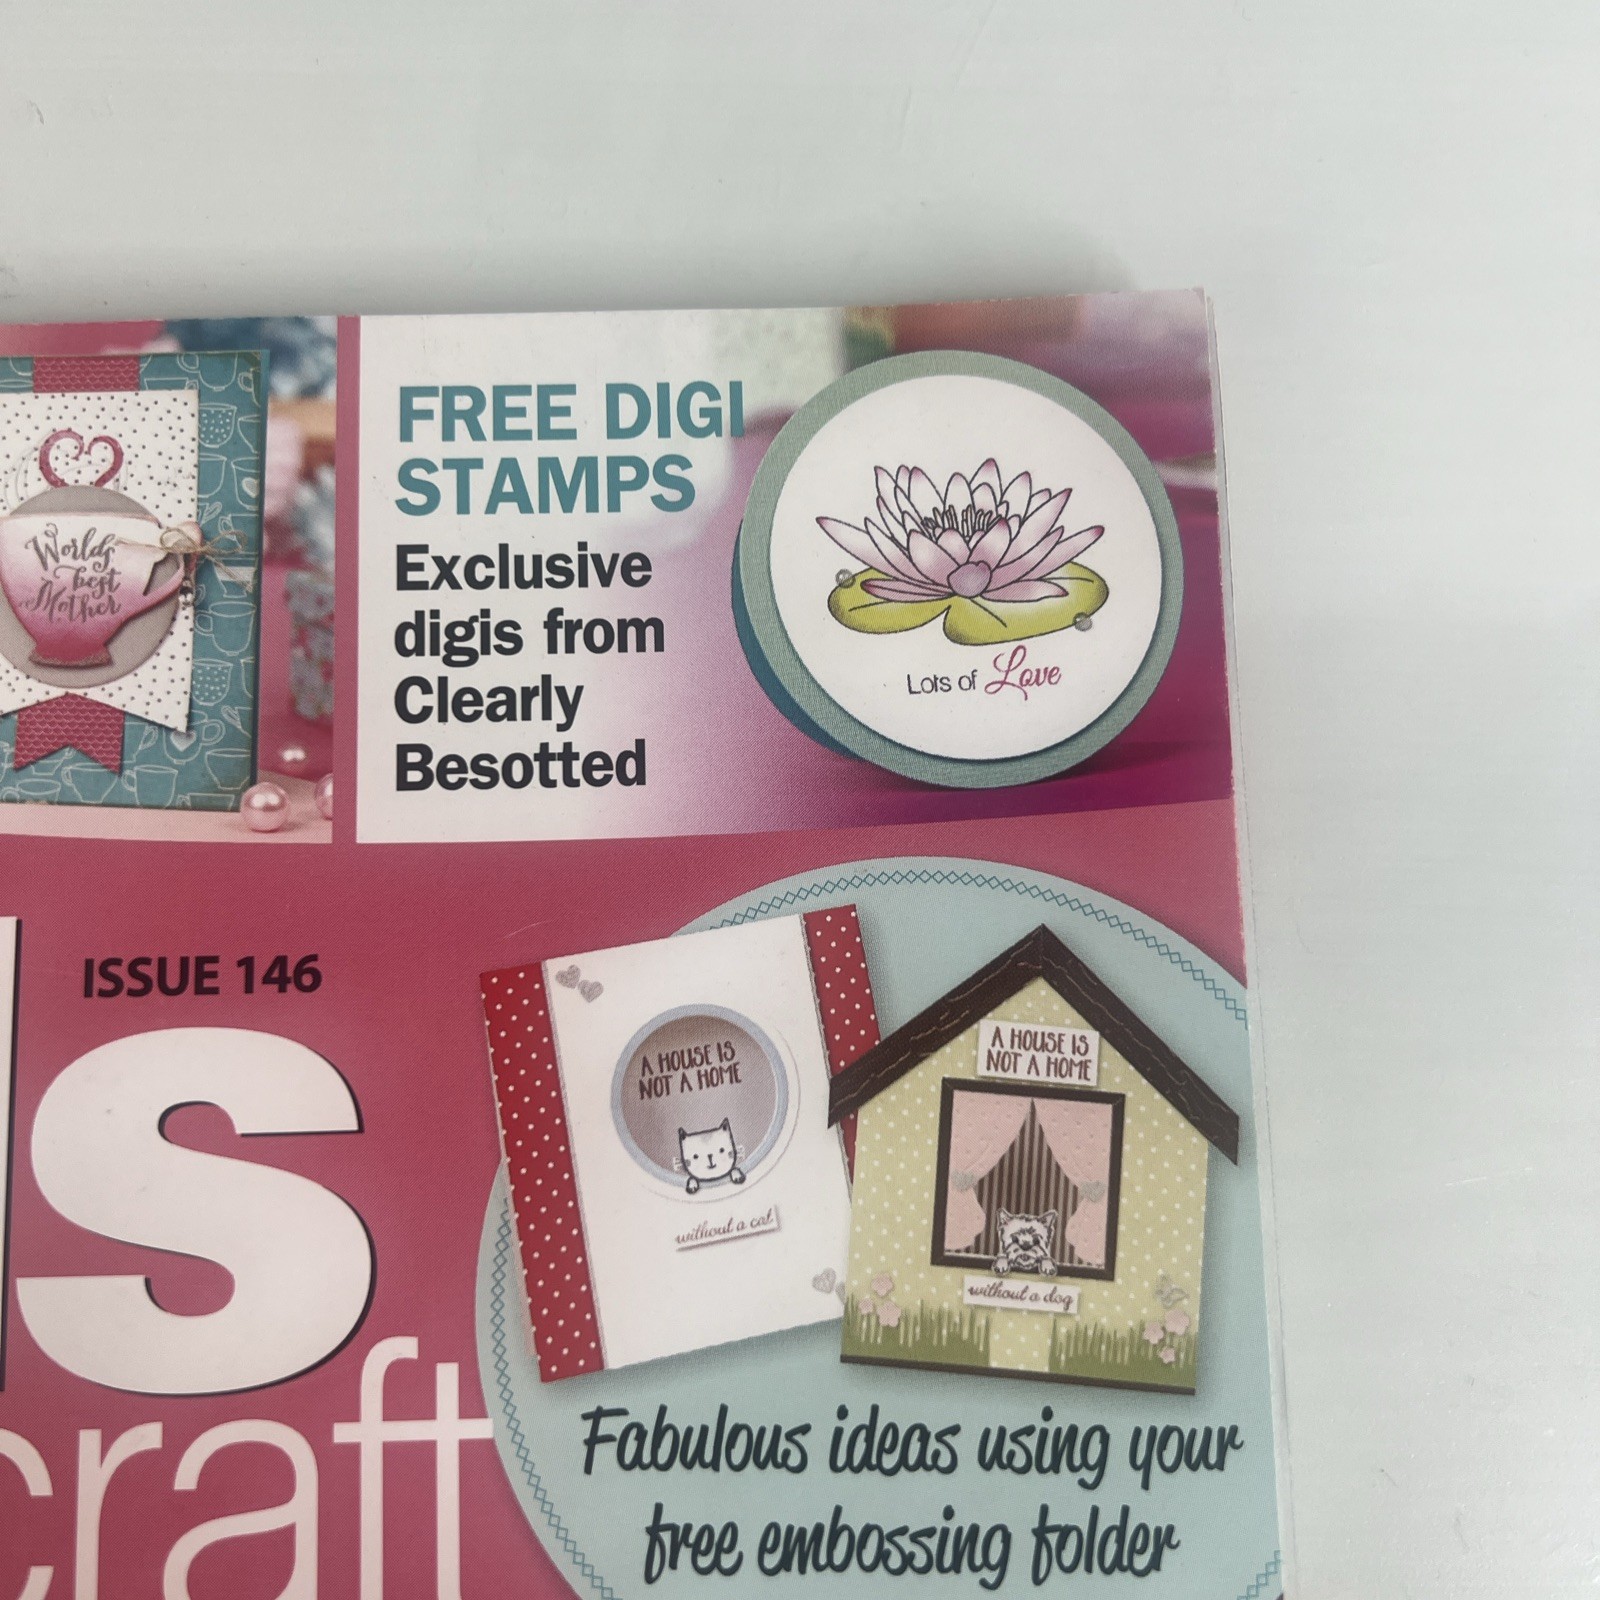 FREE DIGI
STAMPS
Exclusive
digis from
Clearly
Besotted
Worlds
best
Mother
Lots of Love
ISSUE 146
s
craft
A HOUSE IS
NOT A HOME
without a cat
A HOUSE IS
NOT A HOME
without a dog
Fabulous ideas using your
free embossing folder